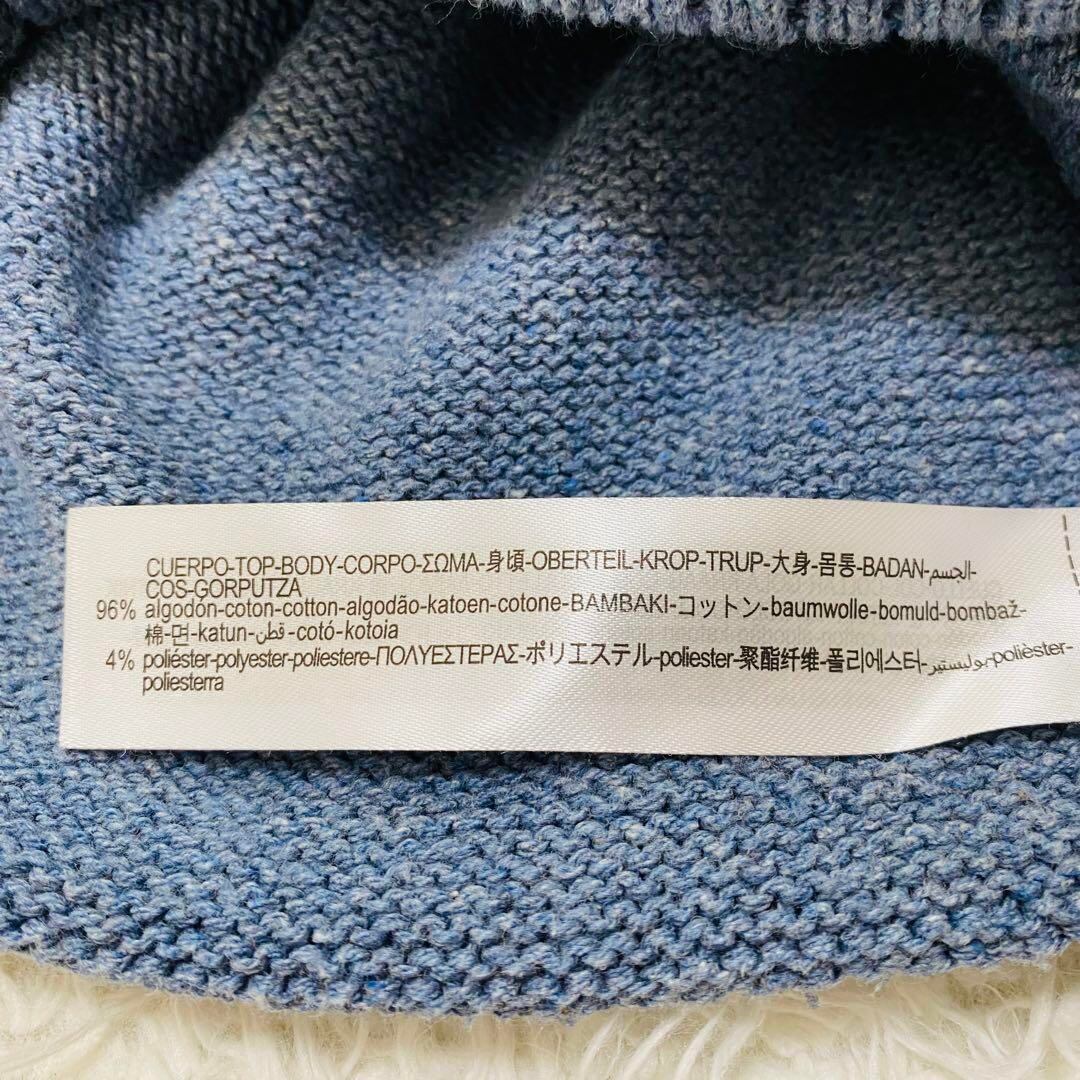 CUERPO-TOP-BODY-CORPO-ΣΩMA-身頃-OBERTEIL-KROP-TRUP-大身-몸통-BADAN-الجسم-
COS-GORPUTZA
96% algodón-coton-cotton-algodão-katoen-cotone-BAMBAKI-コットン-baumwolle-bomuld-bombaž-
棉-면-katun-قطن-cotó-kotoia
4% poliéster-polyester-poliestere-ΠΟΛΥΕΣΤΕΡΑΣ-ポリエステル-poliester-聚酯纤维-폴리에스터-بوليستير-polièster-
poliesterra